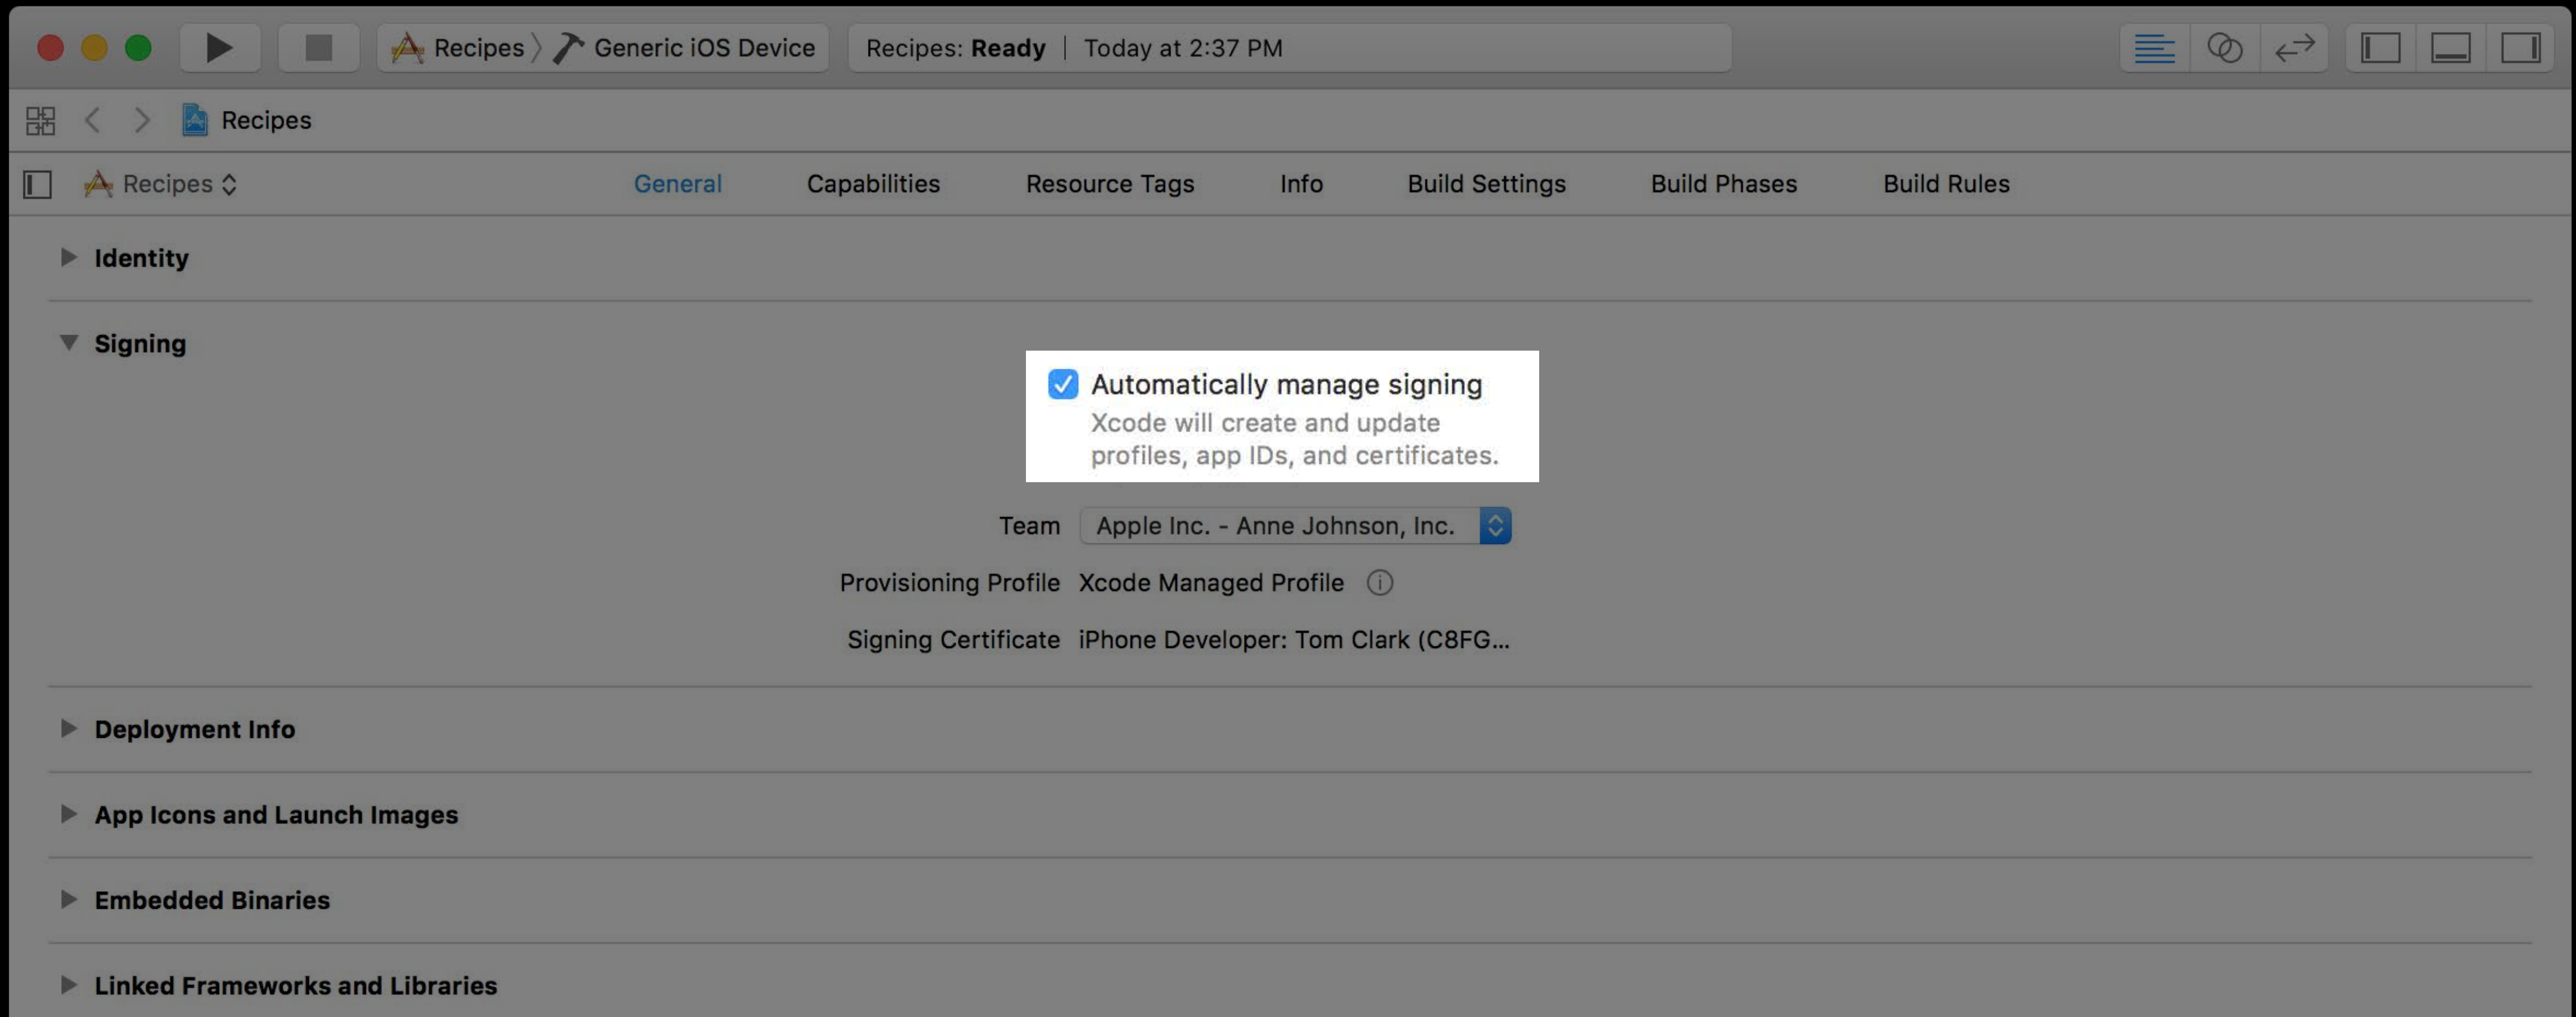 Recipes Generic iOS Device Recipes: Ready | Today at 2:37 PM
Recipes
Recipes General Capabilities Resource Tags Info Build Settings Build Phases Build Rules
Identity
Signing
Automatically manage signing
Xcode will create and update
profiles, app IDs, and certificates.
Team Apple Inc. - Anne Johnson, Inc.
Provisioning Profile Xcode Managed Profile
Signing Certificate iPhone Developer: Tom Clark (C8FG...
Deployment Info
App Icons and Launch Images
Embedded Binaries
Linked Frameworks and Libraries